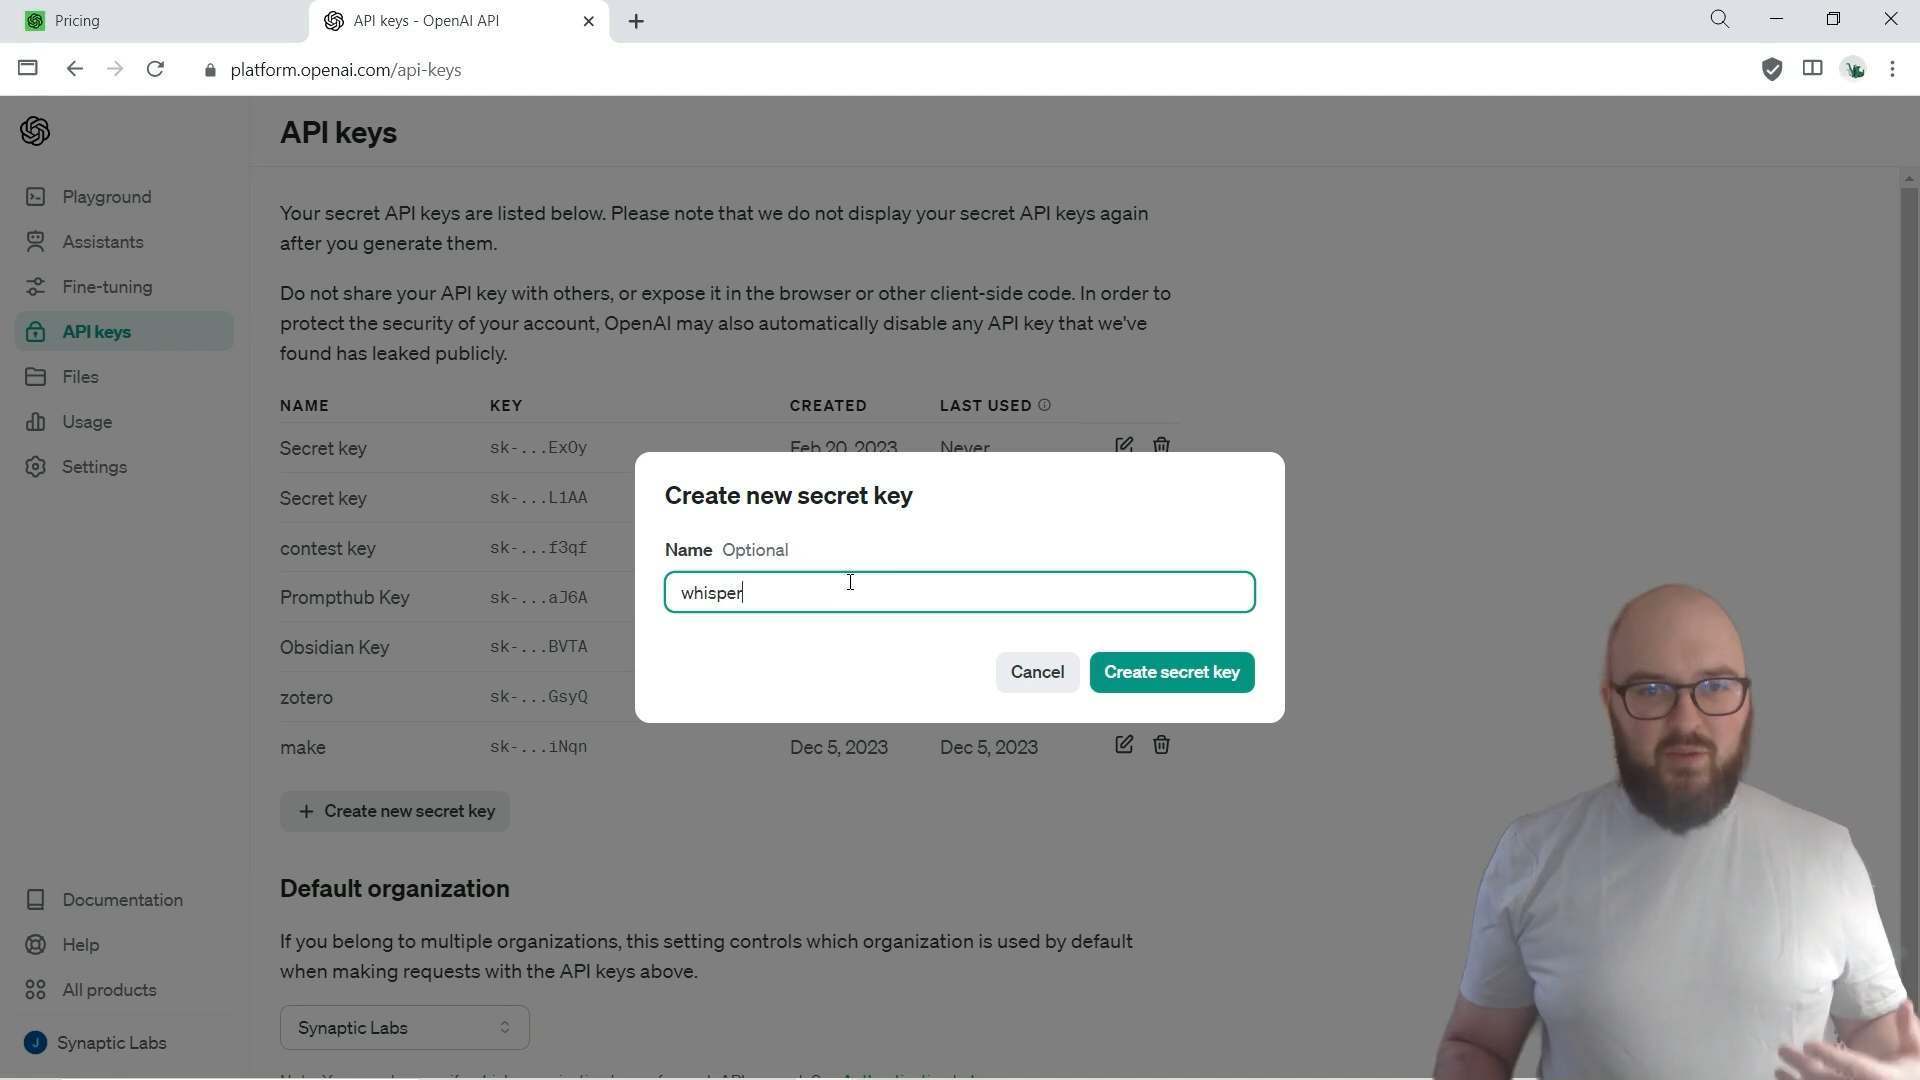 Pricing
API keys - OpenAI API
platform.openai.com/api-keys
API keys
Playground
Assistants
Fine-tuning
API keys
Files
Usage
Settings
Your secret API keys are listed below. Please note that we do not display your secret API keys again
after you generate them.
Do not share your API key with others, or expose it in the browser or other client-side code. In order to
protect the security of your account, OpenAI may also automatically disable any API key that we've
found has leaked publicly.
NAME KEY CREATED LAST USED
Secret key sk-...ExOy Feb 20, 2023 Never
Secret key sk-...L1AA
contest key sk-...f3qf
Prompthub Key sk-...aJ6A
Obsidian Key sk-...BVTA
zotero sk-...GsyQ
make sk-...iNqn Dec 5, 2023 Dec 5, 2023
Create new secret key
Name Optional
whisper
Cancel Create secret key
+ Create new secret key
Default organization
If you belong to multiple organizations, this setting controls which organization is used by default
when making requests with the API keys above.
Synaptic Labs
Documentation
Help
All products
J Synaptic Labs